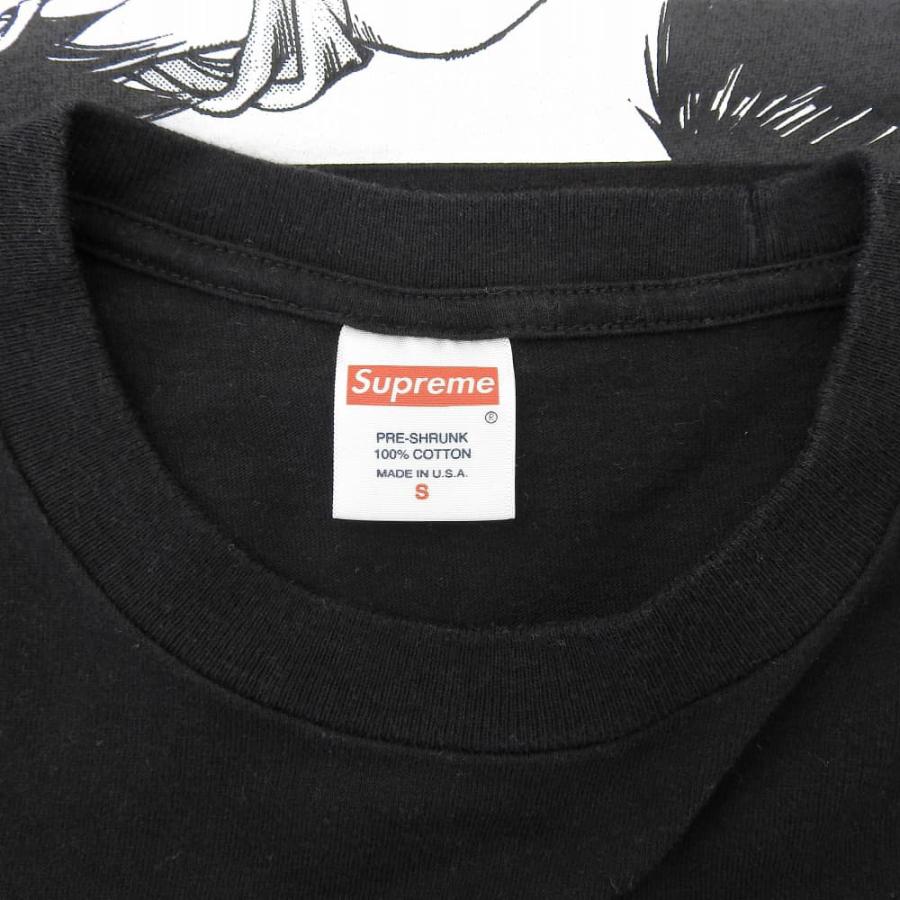 Supreme
®
PRE-SHRUNK
100% COTTON
MADE IN U.S.A.
S